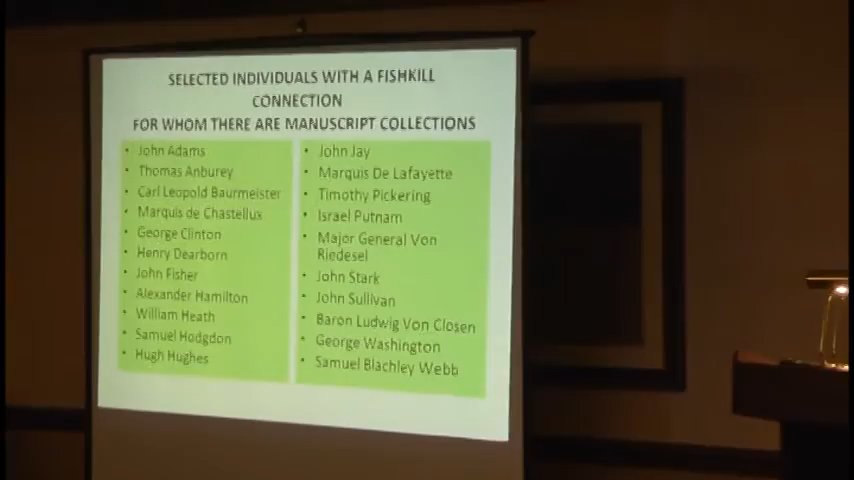 SELECTED INDIVIDUALS WITH A FISHKILL
CONNECTION
FOR WHOM THERE ARE MANUSCRIPT COLLECTIONS
• John Adams
• Thomas Anburey
• Carl Leopold Baurmeister
• Marquis de Chastellux
• George Clinton
• Henry Dearborn
• John Fisher
• Alexander Hamilton
• William Heath
• Samuel Hodgdon
• Hugh Hughes
• John Jay
• Marquis De Lafayette
• Timothy Pickering
• Israel Putnam
• Major General Von
Riedesel
• John Stark
• John Sullivan
• Baron Ludwig Von Closen
• George Washington
• Samuel Blachley Webb